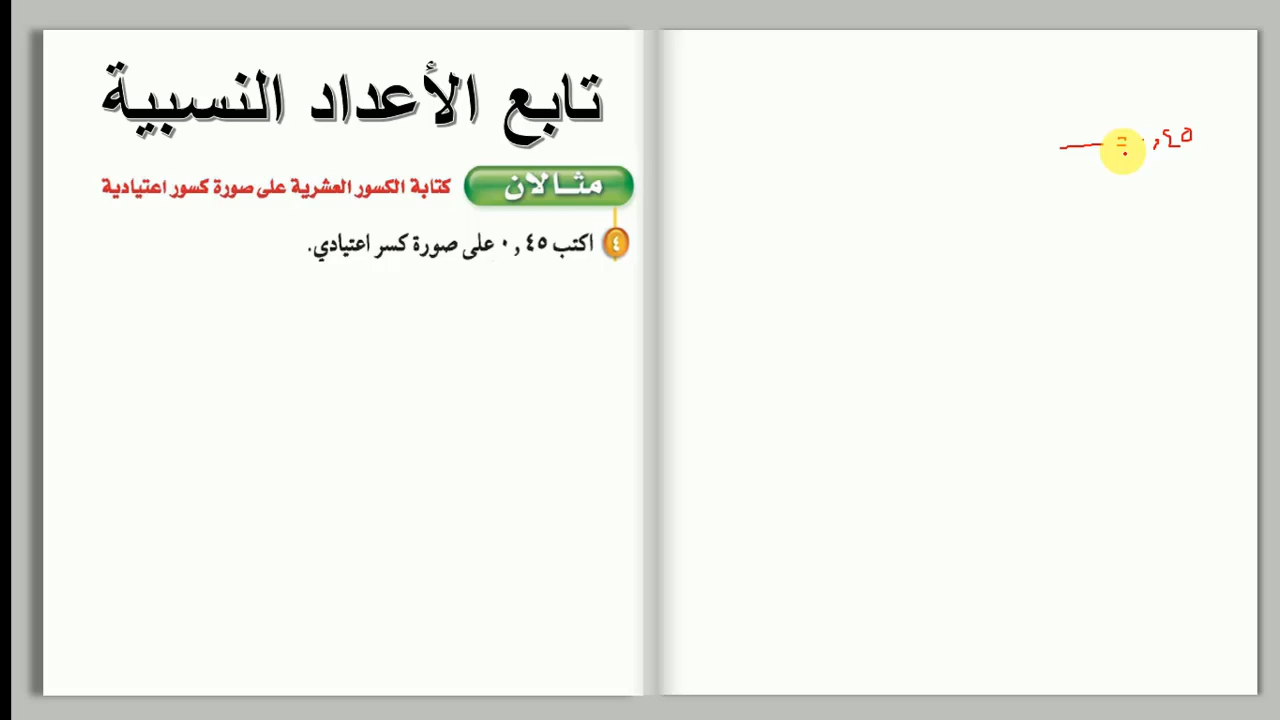 تابع الأعداد النسبية
مثالان كتابة الكسور العشرية على صورة كسور اعتيادية
٤ اكتب ٠,٤٥ على صورة كسر اعتيادي.
٠,٤٥ =